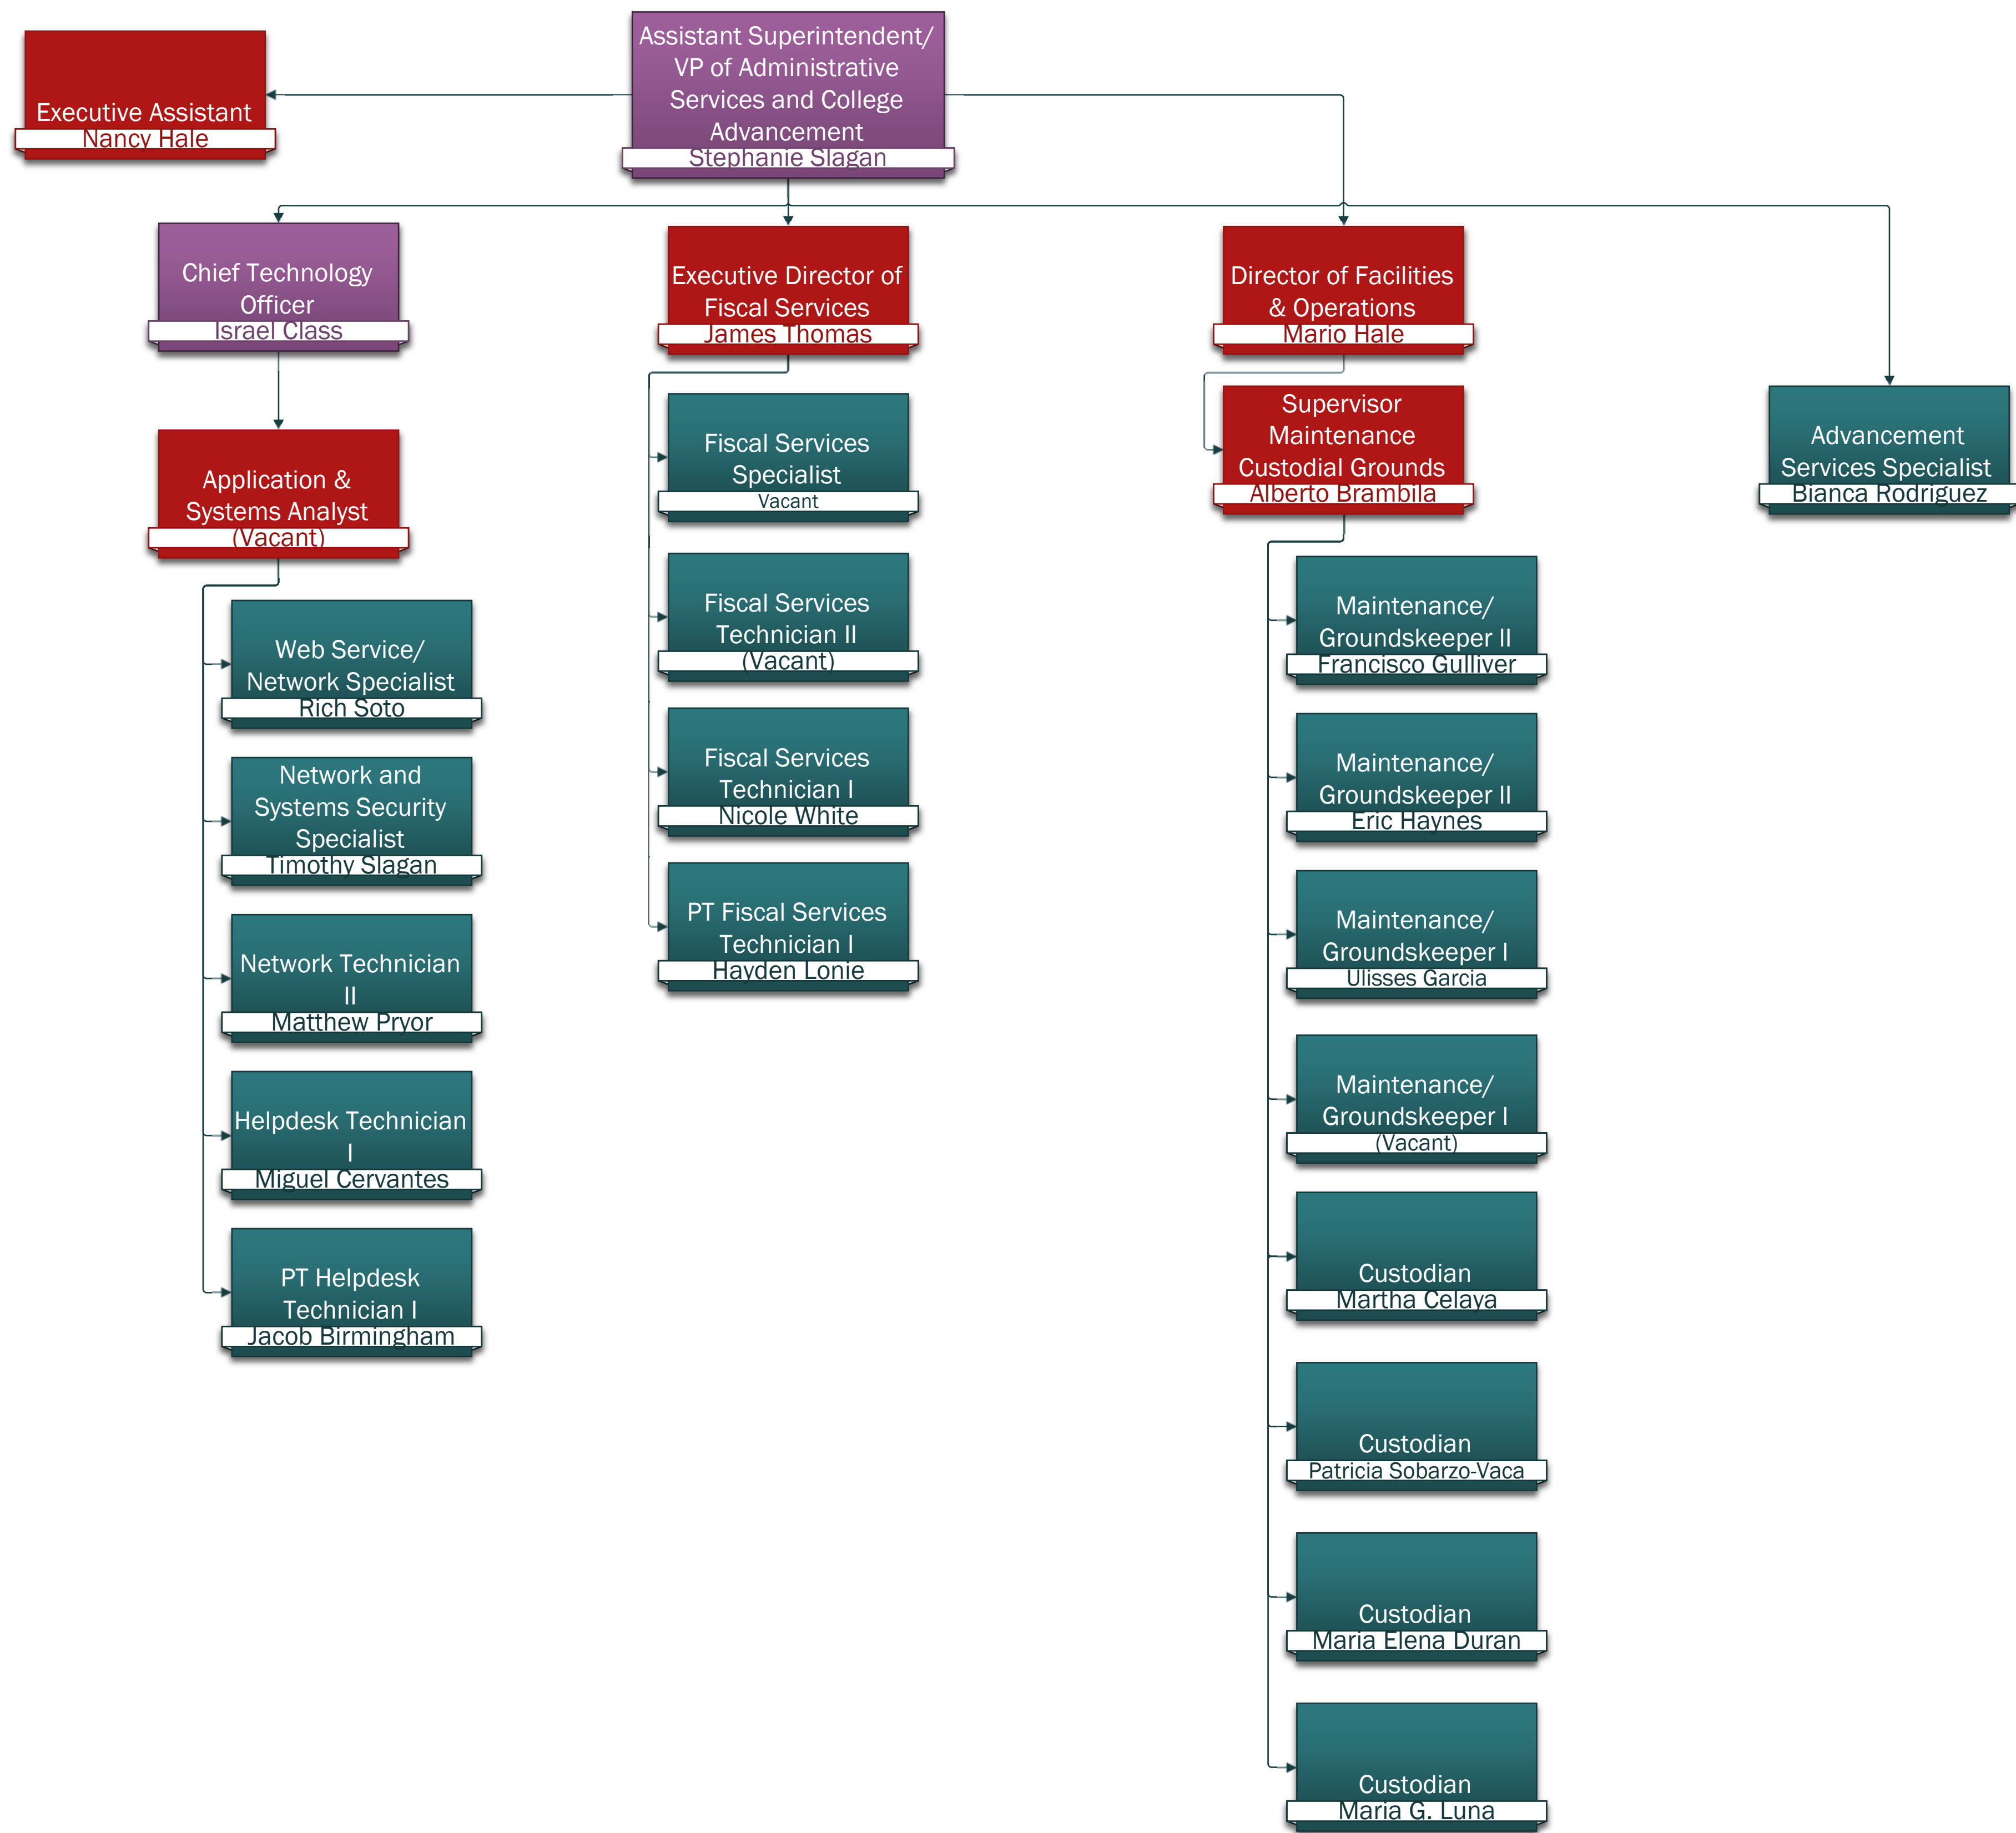 Assistant Superintendent/
VP of Administrative
Services and College
Advancement
Stephanie Slagan
Executive Assistant
Nancy Hale
Chief Technology
Officer
Israel Class
Executive Director of
Fiscal Services
James Thomas
Director of Facilities
& Operations
Mario Hale
Advancement
Services Specialist
Bianca Rodriguez
Application &
Systems Analyst
(Vacant)
Web Service/
Network Specialist
Rich Soto
Network and
Systems Security
Specialist
Timothy Slagan
Network Technician
II
Matthew Pryor
Helpdesk Technician
I
Miguel Cervantes
PT Helpdesk
Technician I
Jacob Birmingham
Fiscal Services
Specialist
Vacant
Fiscal Services
Technician II
(Vacant)
Fiscal Services
Technician I
Nicole White
PT Fiscal Services
Technician I
Hayden Lonie
Supervisor
Maintenance
Custodial Grounds
Alberto Brambila
Maintenance/
Groundskeeper II
Francisco Gulliver
Maintenance/
Groundskeeper II
Eric Haynes
Maintenance/
Groundskeeper I
Ulisses Garcia
Maintenance/
Groundskeeper I
(Vacant)
Custodian
Martha Celaya
Custodian
Patricia Sobarzo-Vaca
Custodian
Maria Elena Duran
Custodian
Maria G. Luna